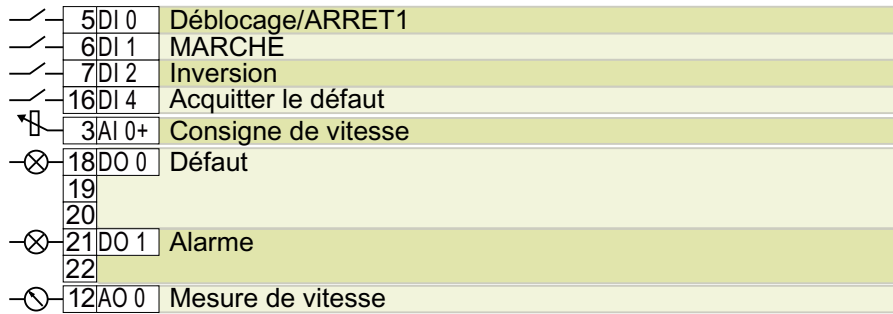 5 DI 0 Déblocage/ARRET1
6 DI 1 MARCHE
7 DI 2 Inversion
16 DI 4 Acquitter le défaut
3 AI 0+ Consigne de vitesse
18 DO 0 Défaut
19
20
21 DO 1 Alarme
22
12 AO 0 Mesure de vitesse